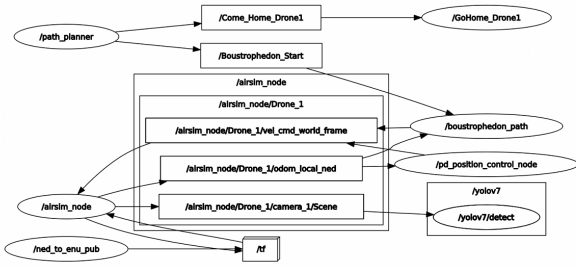 /Come_Home_Drone1
/GoHome_Drone1
/path_planner
/Boustrophedon_Start
/airsim_node
/airsim_node/Drone_1
/airsim_node/Drone_1/vel_cmd_world_frame
/boustrophedon_path
/airsim_node/Drone_1/odom_local_ned
/pd_position_control_node
/yolov7
/airsim_node
/airsim_node/Drone_1/camera_1/Scene
/yolov7/detect
/ned_to_enu_pub
/tf